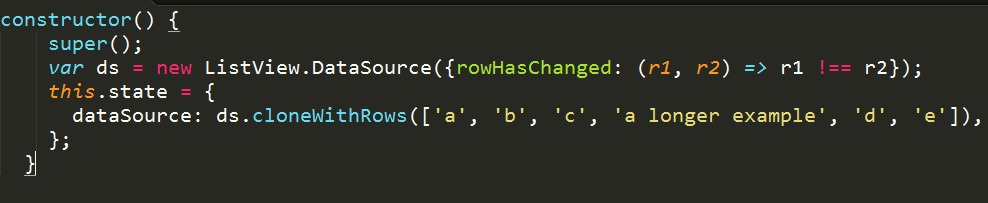 constructor() {
    super();
    var ds = new ListView.DataSource({rowHasChanged: (r1, r2) => r1 !== r2});
    this.state = {
      dataSource: ds.cloneWithRows(['a', 'b', 'c', 'a longer example', 'd', 'e']),
    };
  }